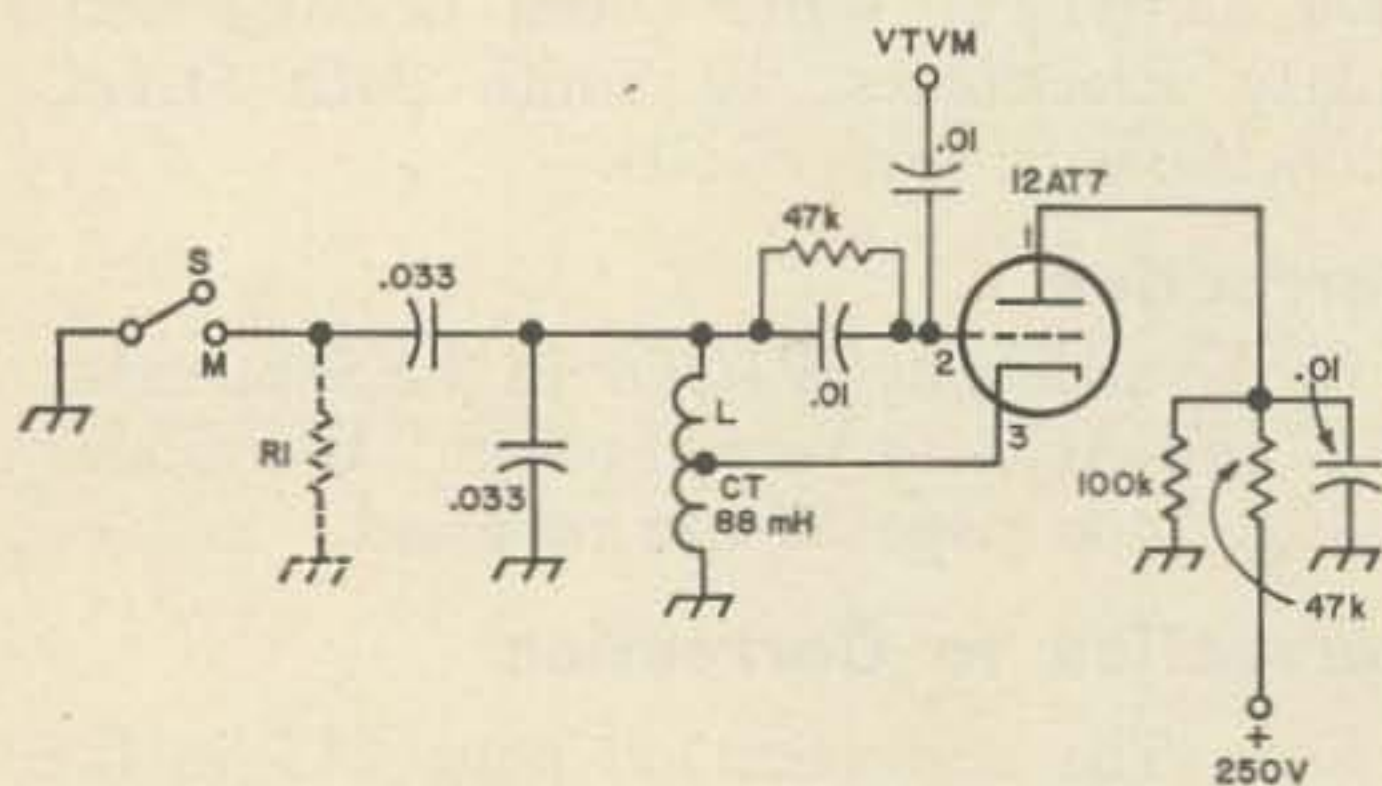 VTVM
.01
12AT7
47k
1
S
.033
M
2
.01
.01
R1
L
3
.033
CT
88 mH
100k
47k
+
250V